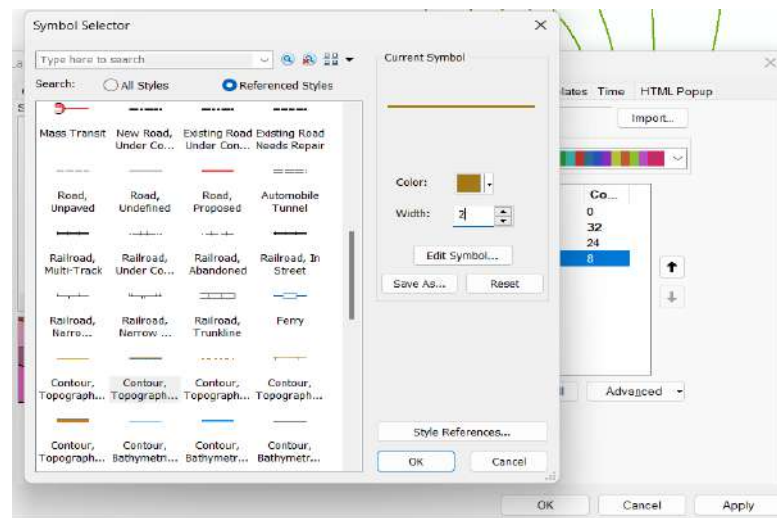 Symbol Selector
Type here to search
Search: All Styles Referenced Styles
Mass Transit
New Road, Under Co...
Existing Road Under Con...
Existing Road Needs Repair
Road, Unpaved
Road, Undefined
Road, Proposed
Automobile Tunnel
Railroad, Multi-Track
Railroad, Under Co...
Railroad, Abandoned
Railroad, In Street
Railroad, Narro...
Railroad, Narrow ...
Railroad, Trunkline
Ferry
Contour, Topograph...
Contour, Topograph...
Contour, Topograph...
Contour, Topograph...
Contour, Topograph...
Contour, Bathymetri...
Contour, Bathymetr...
Contour, Bathymetr...
Current Symbol
Color:
Width: 2
Edit Symbol...
Save As... Reset
Style References...
OK Cancel
Time HTML Popup
Import...
Co...
0
32
24
8
Advanced
OK Cancel Apply